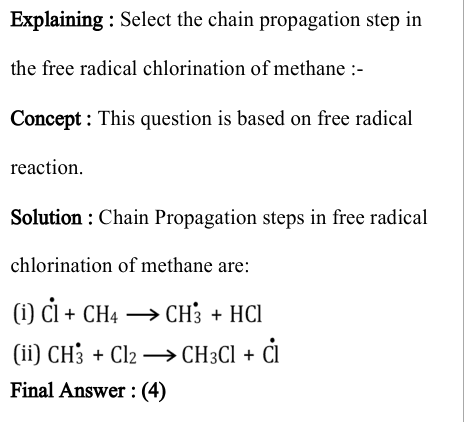 Explaining : Select the chain propagation step in
the free radical chlorination of methane :-
Concept : This question is based on free radical
reaction.
Solution : Chain Propagation steps in free radical
chlorination of methane are:
(i) Cl̇ + CH₄ ⟶ CH₃̇ + HCl
(ii) CH₃̇ + Cl₂ ⟶ CH₃Cl + Cl̇
Final Answer : (4)